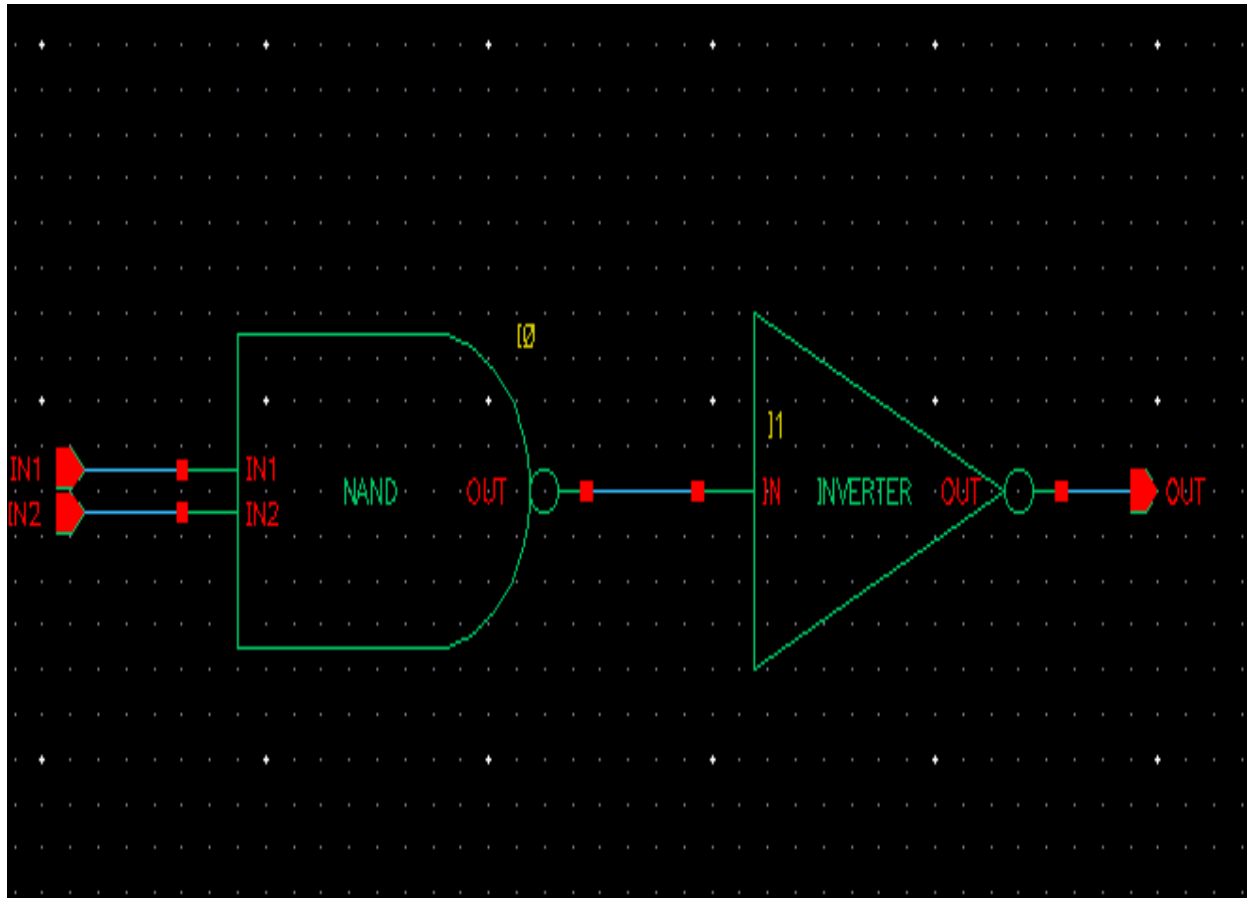 I0
I1
IN1 IN1
NAND OUT IN INVERTER OUT OUT
IN2 IN2